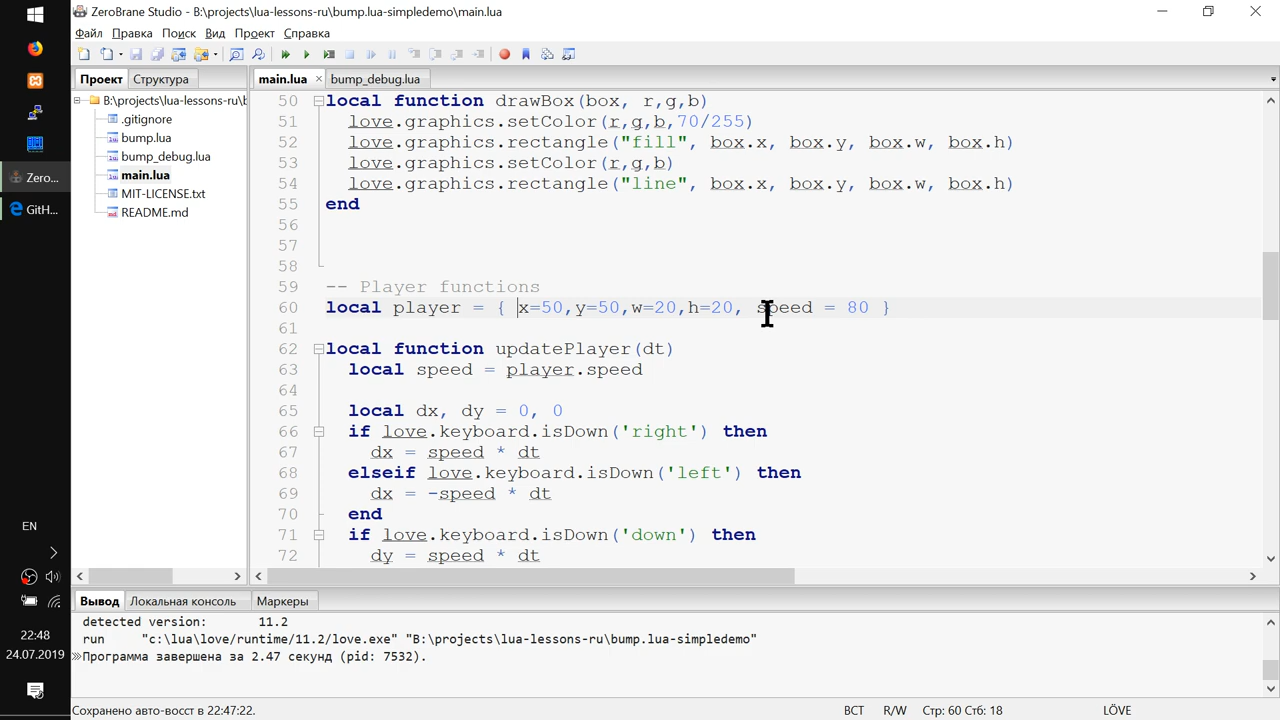 ZeroBrane Studio - B:\projects\lua-lessons-ru\bump.lua-simpledemo\main.lua
Файл Правка Поиск Вид Проект Справка
Проект Структура
main.lua bump_debug.lua
B:\projects\lua-lessons-ru\b
.gitignore
bump.lua
bump_debug.lua
main.lua
MIT-LICENSE.txt
README.md
Zero...
GitH...
50 local function drawBox(box, r,g,b)
51 love.graphics.setColor(r,g,b,70/255)
52 love.graphics.rectangle("fill", box.x, box.y, box.w, box.h)
53 love.graphics.setColor(r,g,b)
54 love.graphics.rectangle("line", box.x, box.y, box.w, box.h)
55 end
56
57
58
59 -- Player functions
60 local player = { x=50,y=50,w=20,h=20, speed = 80 }
61
62 local function updatePlayer(dt)
63 local speed = player.speed
64
65 local dx, dy = 0, 0
66 if love.keyboard.isDown('right') then
67 dx = speed * dt
68 elseif love.keyboard.isDown('left') then
69 dx = -speed * dt
70 end
71 if love.keyboard.isDown('down') then
72 dy = speed * dt
EN
22:48
24.07.2019
Вывод Локальная консоль Маркеры
detected version: 11.2
run "c:\lua\love/runtime/11.2/love.exe" "B:\projects\lua-lessons-ru\bump.lua-simpledemo"
Программа завершена за 2.47 секунд (pid: 7532).
Сохранено авто-восст в 22:47:22.
ВСТ R/W Стр: 60 Стб: 18 LÖVE